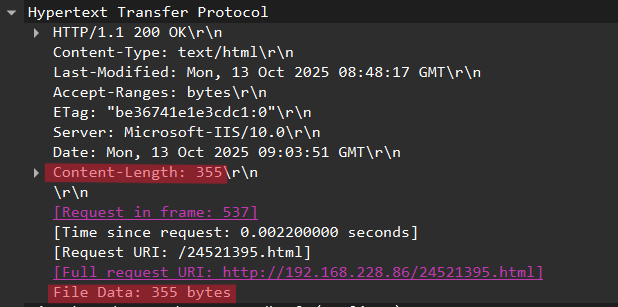 Hypertext Transfer Protocol
HTTP/1.1 200 OK\r\n
Content-Type: text/html\r\n
Last-Modified: Mon, 13 Oct 2025 08:48:17 GMT\r\n
Accept-Ranges: bytes\r\n
ETag: "be36741e1e3cdc1:0"\r\n
Server: Microsoft-IIS/10.0\r\n
Date: Mon, 13 Oct 2025 09:03:51 GMT\r\n
Content-Length: 355\r\n
\r\n
[Request in frame: 537]
[Time since request: 0.002200000 seconds]
[Request URI: /24521395.html]
[Full request URI: http://192.168.228.86/24521395.html]
File Data: 355 bytes